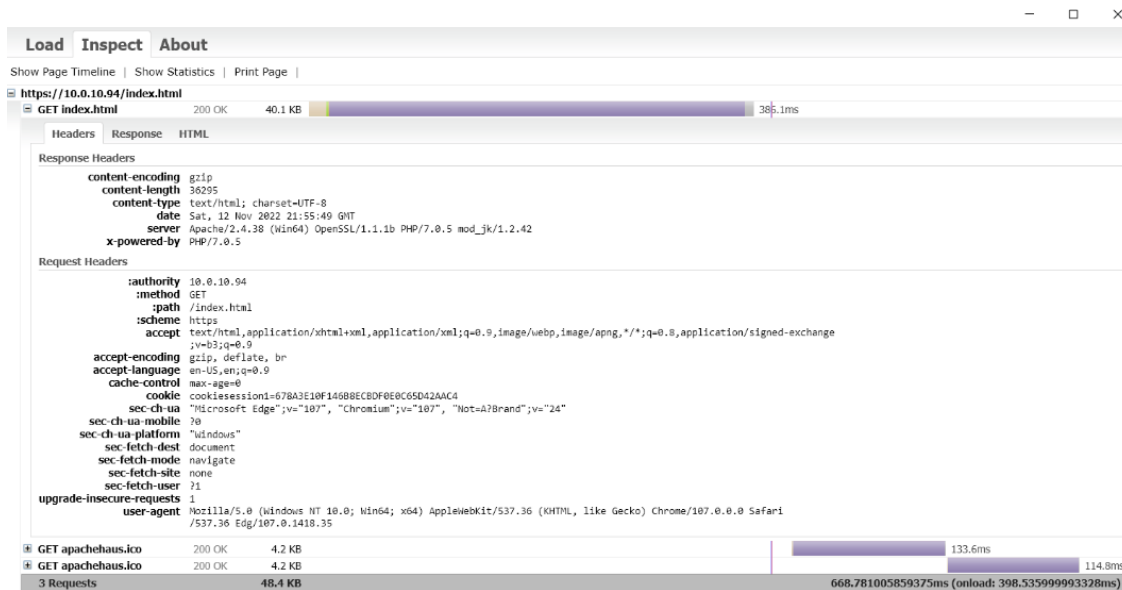 Load Inspect About
Show Page Timeline | Show Statistics | Print Page |
https://10.0.10.94/index.html
GET index.html 200 OK 40.1 KB 386.1ms
Headers Response HTML
Response Headers
content-encoding gzip
content-length 36295
content-type text/html; charset=UTF-8
date Sat, 12 Nov 2022 21:55:49 GMT
server Apache/2.4.38 (Win64) OpenSSL/1.1.1b PHP/7.0.5 mod_jk/1.2.42
x-powered-by PHP/7.0.5
Request Headers
:authority 10.0.10.94
:method GET
:path /index.html
:scheme https
accept text/html,application/xhtml+xml,application/xml;q=0.9,image/webp,image/apng,*/*;q=0.8,application/signed-exchange
;v=b3;q=0.9
accept-encoding gzip, deflate, br
accept-language en-US,en;q=0.9
cache-control max-age=0
cookie cookiesession1=678A3E10F146B8ECBDF0E0C65D42AAC4
sec-ch-ua "Microsoft Edge";v="107", "Chromium";v="107", "Not=A?Brand";v="24"
sec-ch-ua-mobile ?0
sec-ch-ua-platform "Windows"
sec-fetch-dest document
sec-fetch-mode navigate
sec-fetch-site none
sec-fetch-user ?1
upgrade-insecure-requests 1
user-agent Mozilla/5.0 (Windows NT 10.0; Win64; x64) AppleWebKit/537.36 (KHTML, like Gecko) Chrome/107.0.0.0 Safari
/537.36 Edg/107.0.1418.35
GET apachehaus.ico 200 OK 4.2 KB 133.6ms
GET apachehaus.ico 200 OK 4.2 KB 114.8ms
3 Requests 48.4 KB 668.781005859375ms (onload: 398.535999993328ms)